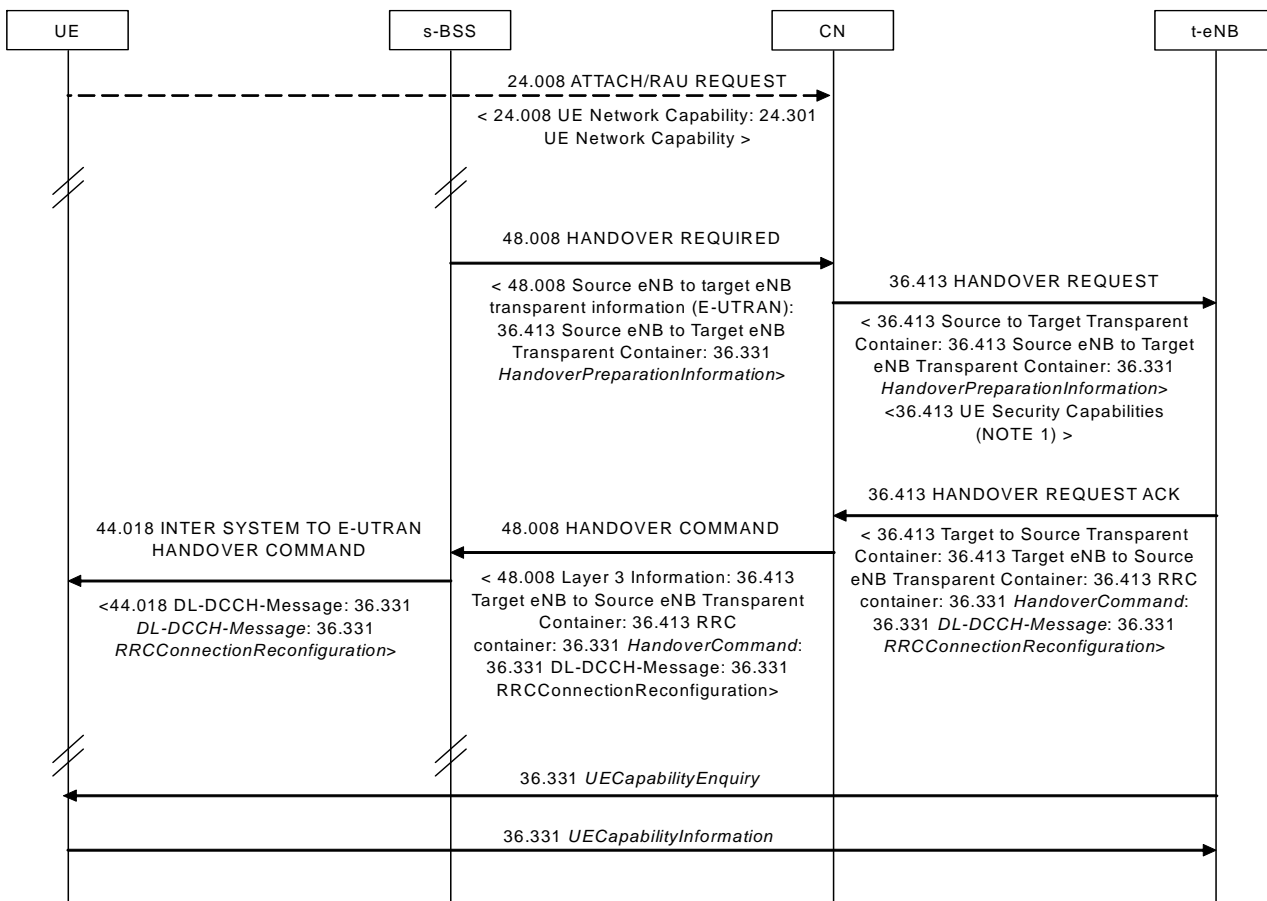 UE
s-BSS
CN
t-eNB
24.008 ATTACH/RAU REQUEST
< 24.008 UE Network Capability: 24.301
UE Network Capability >
48.008 HANDOVER REQUIRED
< 48.008 Source eNB to target eNB
transparent information (E-UTRAN):
36.413 Source eNB to Target eNB
Transparent Container: 36.331
HandoverPreparationInformation>
36.413 HANDOVER REQUEST
< 36.413 Source to Target Transparent
Container: 36.413 Source eNB to Target
eNB Transparent Container: 36.331
HandoverPreparationInformation>
<36.413 UE Security Capabilities
(NOTE 1) >
36.413 HANDOVER REQUEST ACK
< 36.413 Target to Source Transparent
Container: 36.413 Target eNB to Source
eNB Transparent Container: 36.413 RRC
container: 36.331 HandoverCommand:
36.331 DL-DCCH-Message: 36.331
RRCConnectionReconfiguration>
48.008 HANDOVER COMMAND
< 48.008 Layer 3 Information: 36.413
Target eNB to Source eNB Transparent
Container: 36.413 RRC
container: 36.331 HandoverCommand:
36.331 DL-DCCH-Message: 36.331
RRCConnectionReconfiguration>
44.018 INTER SYSTEM TO E-UTRAN
HANDOVER COMMAND
<44.018 DL-DCCH-Message: 36.331
DL-DCCH-Message: 36.331
RRCConnectionReconfiguration>
36.331 UECapabilityEnquiry
36.331 UECapabilityInformation